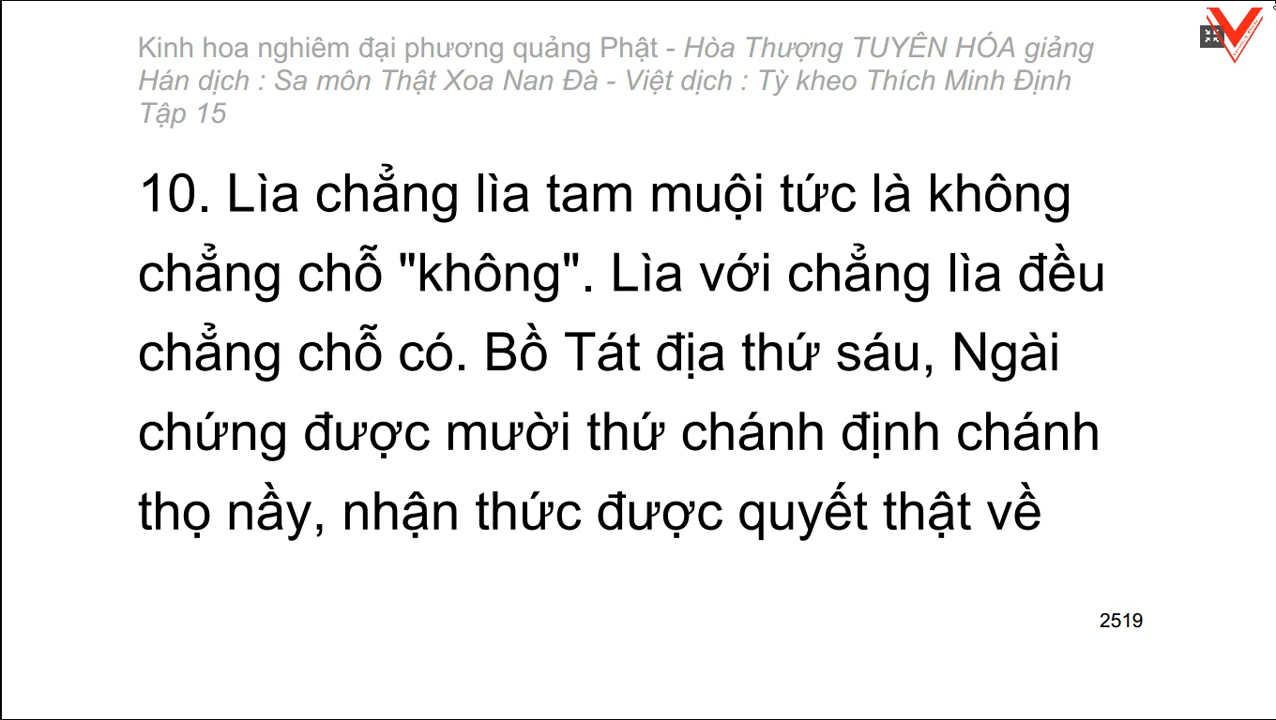 Kinh hoa nghiêm đại phương quảng Phật - Hòa Thượng TUYÊN HÓA giảng
Hán dịch : Sa môn Thật Xoa Nan Đà - Việt dịch : Tỳ kheo Thích Minh Định
Tập 15
10. Lìa chẳng lìa tam muội tức là không
chẳng chỗ "không". Lìa với chẳng lìa đều
chẳng chỗ có. Bồ Tát địa thứ sáu, Ngài
chứng được mười thứ chánh định chánh
thọ nầy, nhận thức được quyết thật về
2519